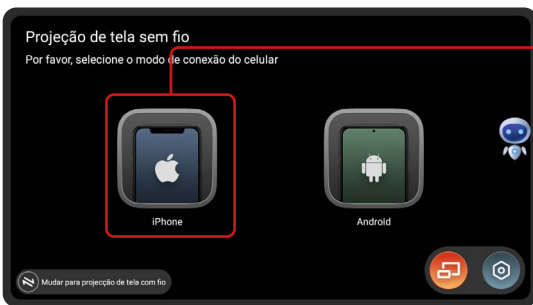 Projeção de tela sem fio
Por favor, selecione o modo de conexão do celular
iPhone
Android
Mudar para projecção de tela com fio